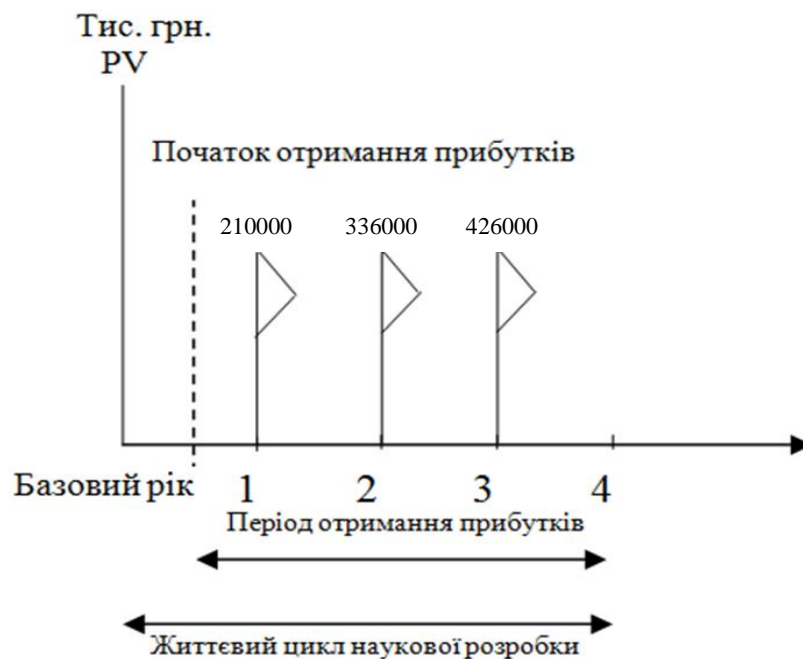 Тис. грн.
PV
Початок отримання прибутків
210000 336000 426000
Базовий рік 1 2 3 4
Період отримання прибутків
Життєвий цикл наукової розробки